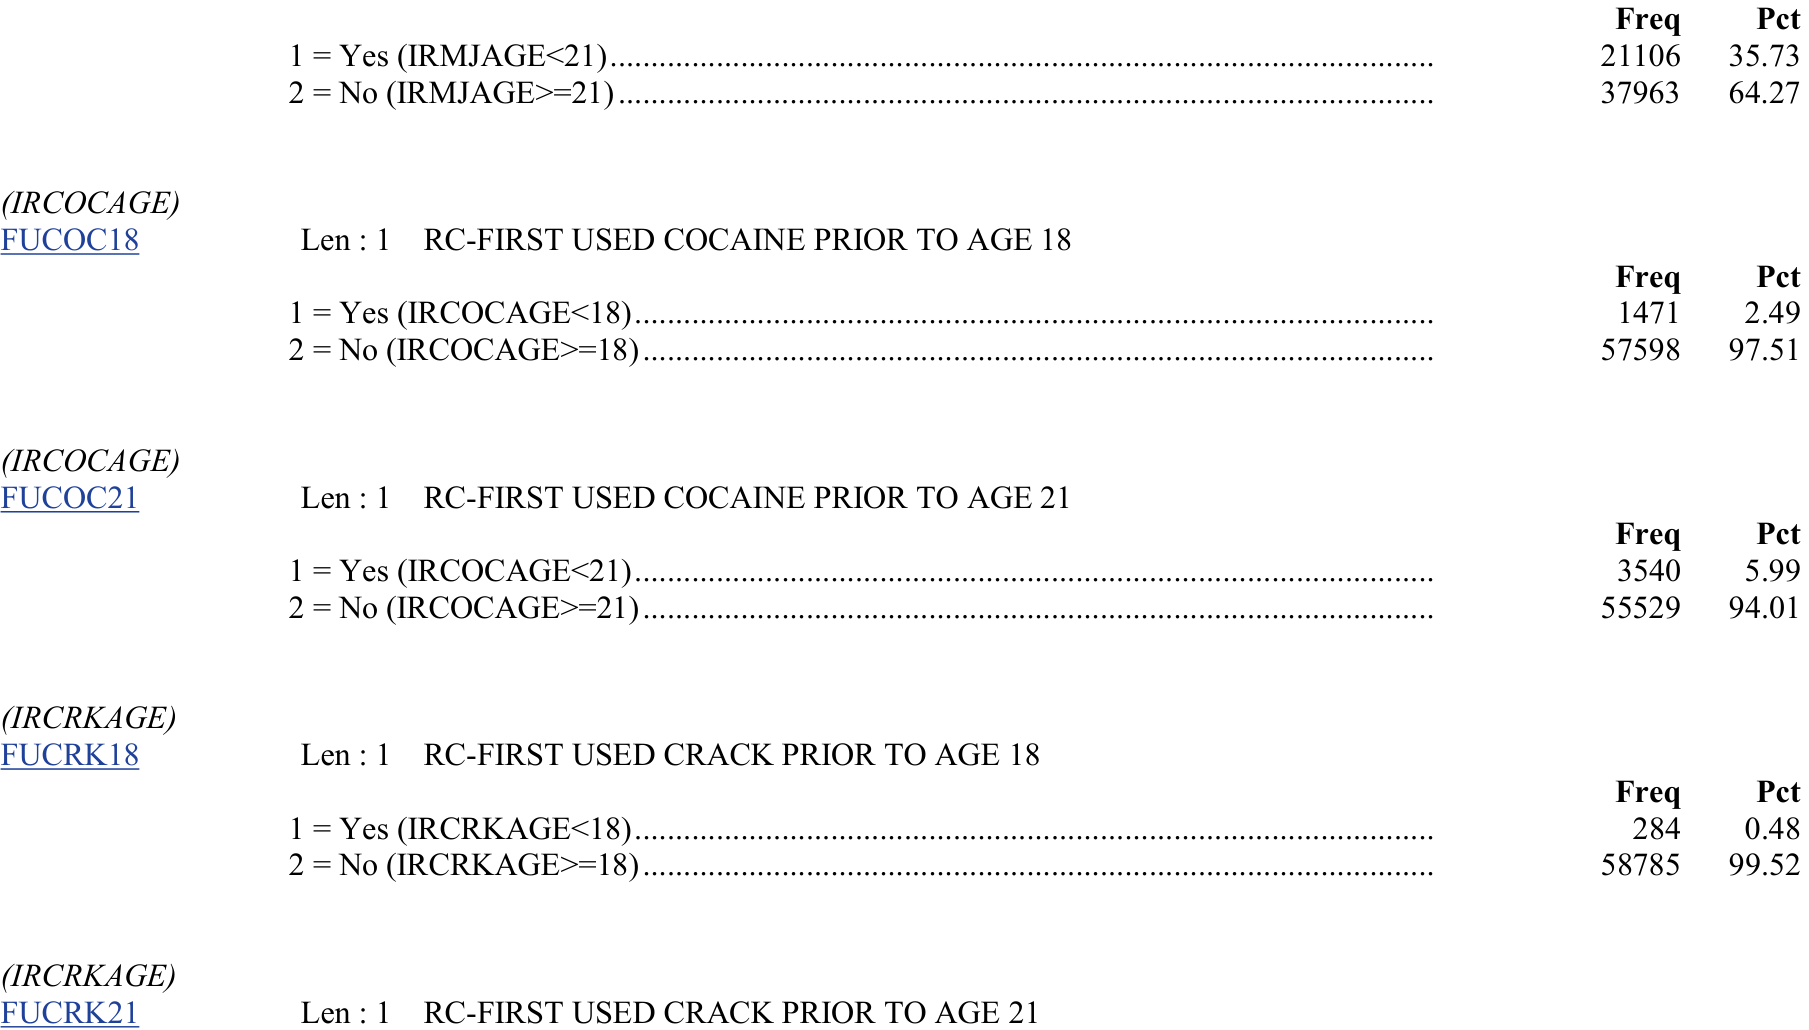 Freq Pct
1 = Yes (IRMJAGE<21)........................................................................................................ 21106 35.73
2 = No (IRMJAGE>=21)....................................................................................................... 37963 64.27
(IRCOCAGE)
FUCOC18 Len : 1 RC-FIRST USED COCAINE PRIOR TO AGE 18
Freq Pct
1 = Yes (IRCOCAGE<18)..................................................................................................... 1471 2.49
2 = No (IRCOCAGE>=18).................................................................................................... 57598 97.51
(IRCOCAGE)
FUCOC21 Len : 1 RC-FIRST USED COCAINE PRIOR TO AGE 21
Freq Pct
1 = Yes (IRCOCAGE<21)..................................................................................................... 3540 5.99
2 = No (IRCOCAGE>=21).................................................................................................... 55529 94.01
(IRCRKAGE)
FUCRK18 Len : 1 RC-FIRST USED CRACK PRIOR TO AGE 18
Freq Pct
1 = Yes (IRCRKAGE<18)..................................................................................................... 284 0.48
2 = No (IRCRKAGE>=18).................................................................................................... 58785 99.52
(IRCRKAGE)
FUCRK21 Len : 1 RC-FIRST USED CRACK PRIOR TO AGE 21